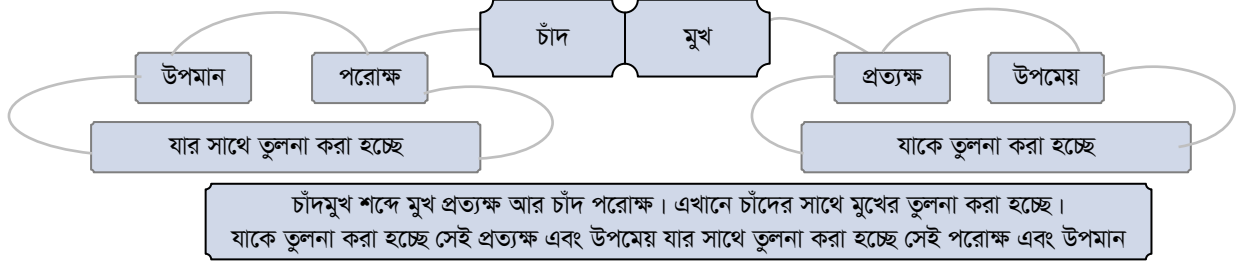 চাঁদ মুখ
উপমান পরোক্ষ প্রত্যক্ষ উপমেয়
যার সাথে তুলনা করা হচ্ছে যাকে তুলনা করা হচ্ছে
চাঁদমুখ শব্দে মুখ প্রত্যক্ষ আর চাঁদ পরোক্ষ। এখানে চাঁদের সাথে মুখের তুলনা করা হচ্ছে।
যাকে তুলনা করা হচ্ছে সেই প্রত্যক্ষ এবং উপমেয় যার সাথে তুলনা করা হচ্ছে সেই পরোক্ষ এবং উপমান